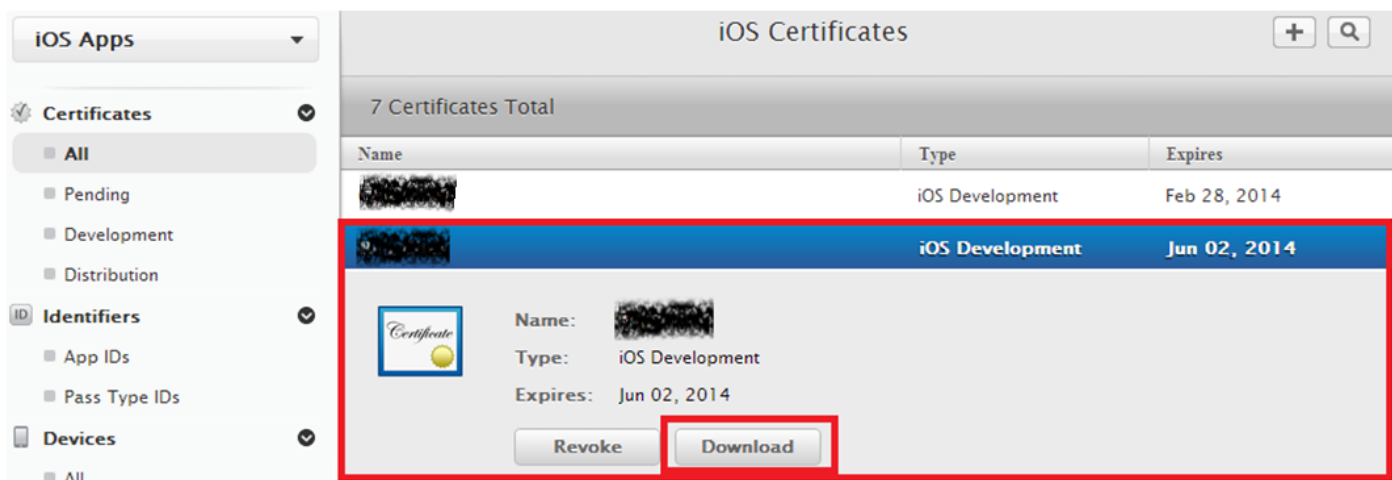 iOS Apps
Certificates
All
Pending
Development
Distribution
ID Identifiers
App IDs
Pass Type IDs
Devices
All
iOS Certificates
7 Certificates Total
Name Type Expires
iOS Development Feb 28, 2014
iOS Development Jun 02, 2014
Certificate
Name:
Type: iOS Development
Expires: Jun 02, 2014
Revoke Download